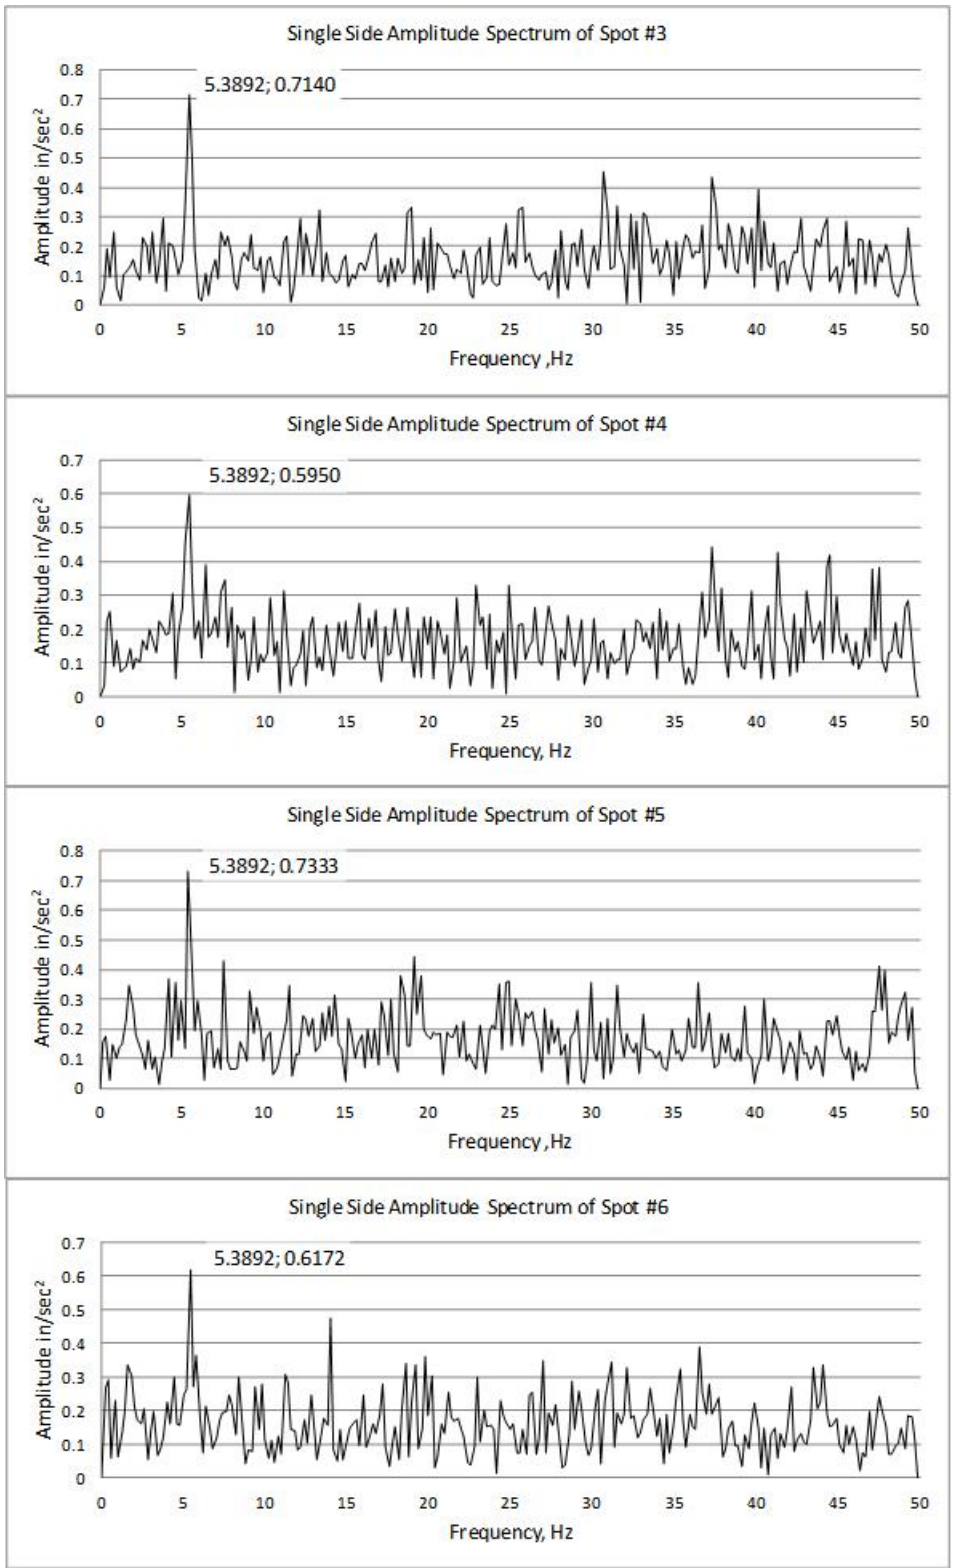 Single Side Amplitude Spectrum of Spot #3
5.3892; 0.7140
Amplitude in/sec²
0.8
0.7
0.6
0.5
0.4
0.3
0.2
0.1
0
0 5 10 15 20 25 30 35 40 45 50
Frequency ,Hz
Single Side Amplitude Spectrum of Spot #4
5.3892; 0.5950
Amplitude in/sec²
0.7
0.6
0.5
0.4
0.3
0.2
0.1
0
0 5 10 15 20 25 30 35 40 45 50
Frequency, Hz
Single Side Amplitude Spectrum of Spot #5
5.3892; 0.7333
Amplitude in/sec²
0.8
0.7
0.6
0.5
0.4
0.3
0.2
0.1
0
0 5 10 15 20 25 30 35 40 45 50
Frequency ,Hz
Single Side Amplitude Spectrum of Spot #6
5.3892; 0.6172
Amplitude in/sec²
0.7
0.6
0.5
0.4
0.3
0.2
0.1
0
0 5 10 15 20 25 30 35 40 45 50
Frequency, Hz